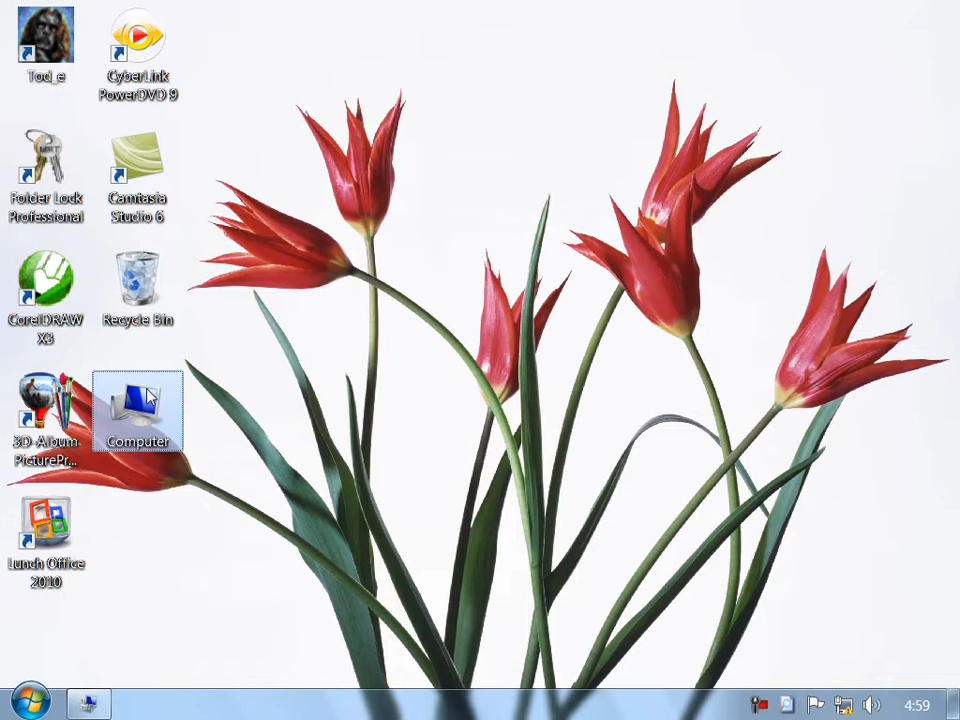 Tod_e
CyberLink
PowerDVD 9
Folder Lock
Professional
Camtasia
Studio 6
CorelDRAW
X3
Recycle Bin
3D-Album-
PicturePr...
Computer
Lunch Office
2010
4:59